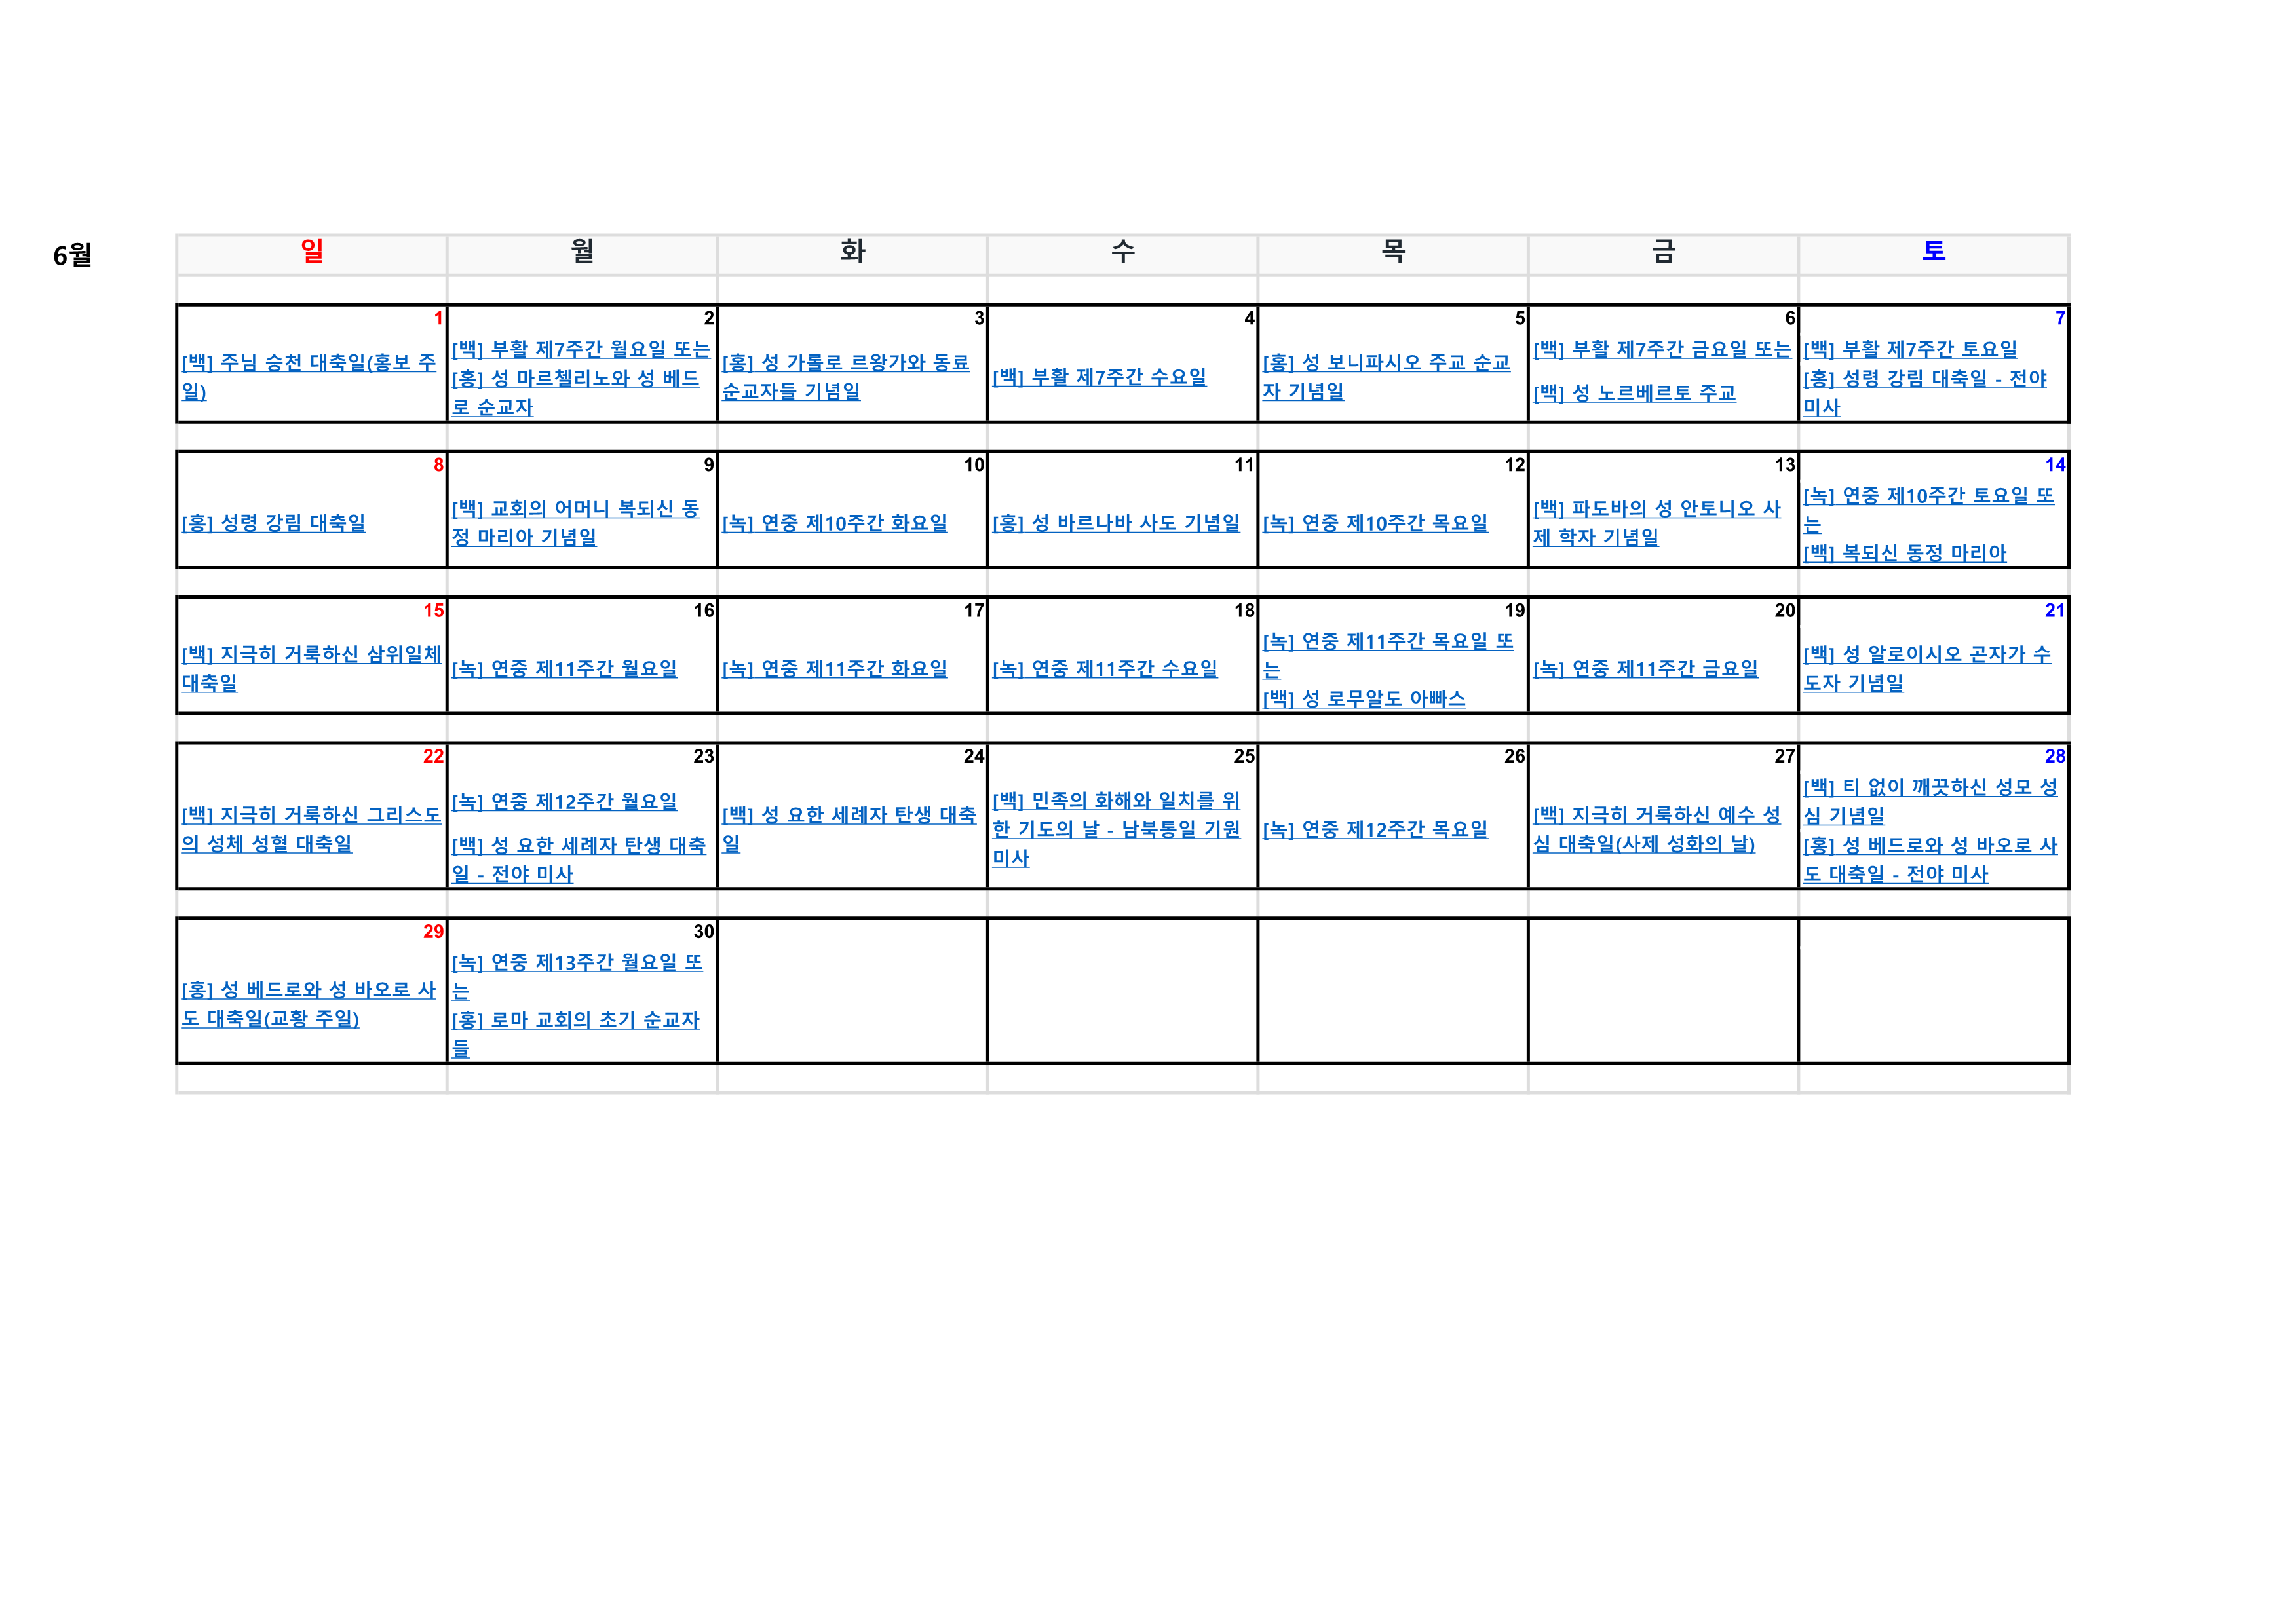 6월
일 월 화 수 목 금 토
1
[백] 주님 승천 대축일(홍보 주
일)
2
[백] 부활 제7주간 월요일 또는
[홍] 성 마르첼리노와 성 베드
로 순교자
3
[홍] 성 가롤로 르왕가와 동료
순교자들 기념일
4
[백] 부활 제7주간 수요일
5
[홍] 성 보니파시오 주교 순교
자 기념일
6
[백] 부활 제7주간 금요일 또는
[백] 성 노르베르토 주교
7
[백] 부활 제7주간 토요일
[홍] 성령 강림 대축일 - 전야
미사
8
[홍] 성령 강림 대축일
9
[백] 교회의 어머니 복되신 동
정 마리아 기념일
10
[녹] 연중 제10주간 화요일
11
[홍] 성 바르나바 사도 기념일
12
[녹] 연중 제10주간 목요일
13
[백] 파도바의 성 안토니오 사
제 학자 기념일
14
[녹] 연중 제10주간 토요일 또
는
[백] 복되신 동정 마리아
15
[백] 지극히 거룩하신 삼위일체
대축일
16
[녹] 연중 제11주간 월요일
17
[녹] 연중 제11주간 화요일
18
[녹] 연중 제11주간 수요일
19
[녹] 연중 제11주간 목요일 또
는
[백] 성 로무알도 아빠스
20
[녹] 연중 제11주간 금요일
21
[백] 성 알로이시오 곤자가 수
도자 기념일
22
[백] 지극히 거룩하신 그리스도
의 성체 성혈 대축일
23
[녹] 연중 제12주간 월요일
[백] 성 요한 세례자 탄생 대축
일 - 전야 미사
24
[백] 성 요한 세례자 탄생 대축
일
25
[백] 민족의 화해와 일치를 위
한 기도의 날 - 남북통일 기원
미사
26
[녹] 연중 제12주간 목요일
27
[백] 지극히 거룩하신 예수 성
심 대축일(사제 성화의 날)
28
[백] 티 없이 깨끗하신 성모 성
심 기념일
[홍] 성 베드로와 성 바오로 사
도 대축일 - 전야 미사
29
[홍] 성 베드로와 성 바오로 사
도 대축일(교황 주일)
30
[녹] 연중 제13주간 월요일 또
는
[홍] 로마 교회의 초기 순교자
들